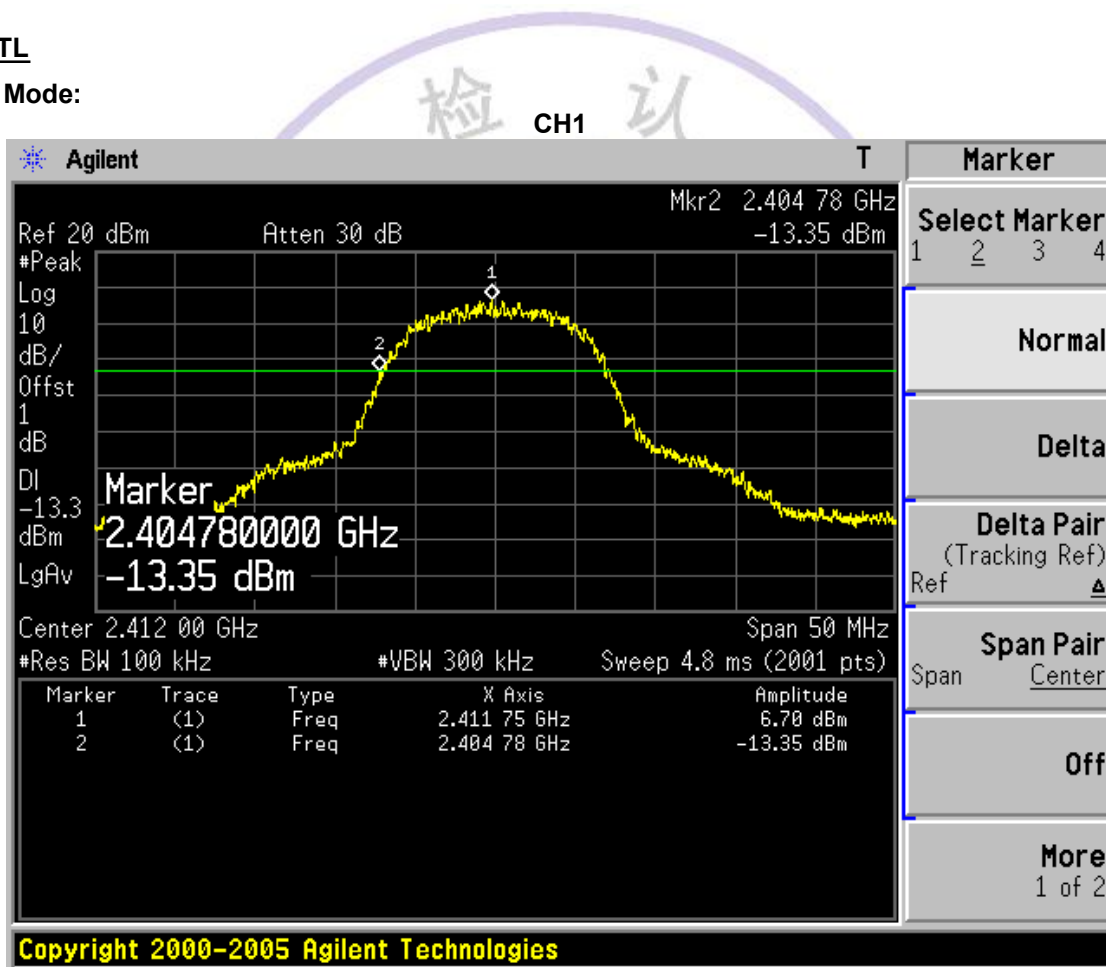 TL
Mode:
检 认
CH1
Agilent T
Marker
Mkr2 2.404 78 GHz
Ref 20 dBm Atten 30 dB -13.35 dBm
#Peak
Log
10
dB/
Offst
1
dB
DI
-13.3
dBm
LgAv
1
2
Marker
2.404780000 GHz
-13.35 dBm
Center 2.412 00 GHz Span 50 MHz
#Res BW 100 kHz #VBW 300 kHz Sweep 4.8 ms (2001 pts)
Marker Trace Type X Axis Amplitude
1 (1) Freq 2.411 75 GHz 6.70 dBm
2 (1) Freq 2.404 78 GHz -13.35 dBm
Select Marker
1 2 3 4
Normal
Delta
Delta Pair
(Tracking Ref)
Ref Δ
Span Pair
Span Center
Off
More
1 of 2
Copyright 2000-2005 Agilent Technologies